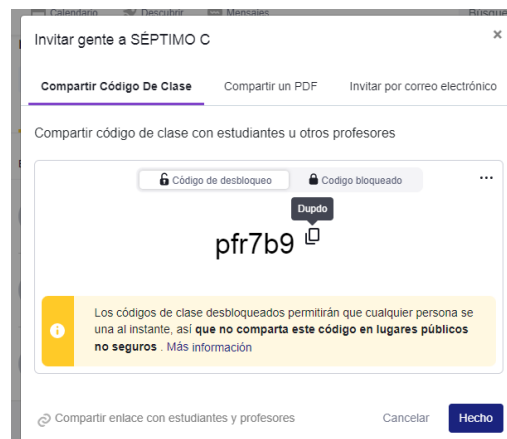 Calendario Descubrir Mensajes Búsque
Invitar gente a SÉPTIMO C ×
Compartir Código De Clase Compartir un PDF Invitar por correo electrónico
Compartir código de clase con estudiantes u otros profesores
Código de desbloqueo Codigo bloqueado ...
Dupdo
pfr7b9
Los códigos de clase desbloqueados permitirán que cualquier persona se
una al instante, así que no comparta este código en lugares públicos
no seguros . Más información
Compartir enlace con estudiantes y profesores Cancelar Hecho